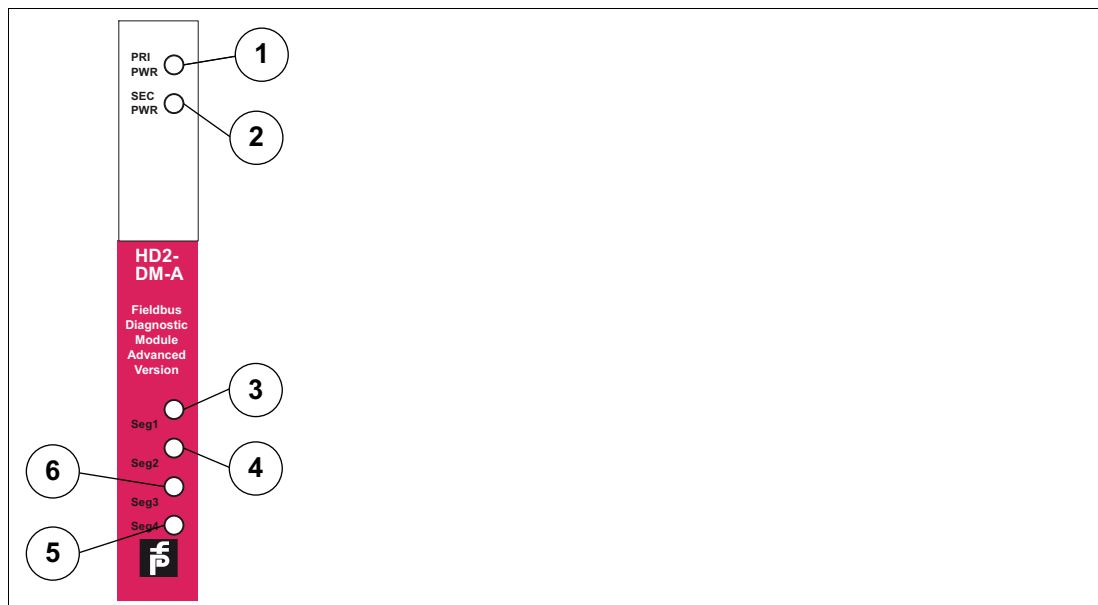 PRI
PWR
1
SEC
PWR
2
HD2-
DM-A
Fieldbus
Diagnostic
Module
Advanced
Version
3
Seg1
4
Seg2
6
Seg3
Seg4
5